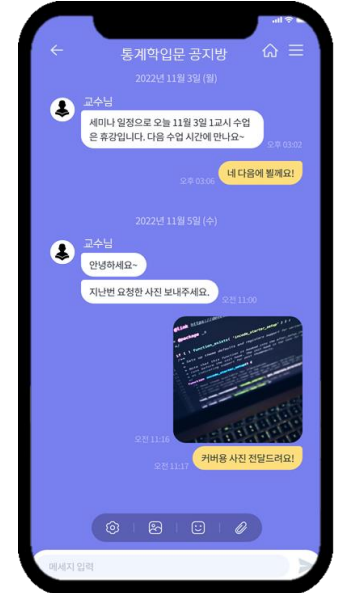 통계학입문 공지방
2022년 11월 3일 (월)
교수님
세미나 일정으로 오늘 11월 3일 1교시 수업
은 휴강입니다. 다음 수업 시간에 만나요~
오후 03:02
네 다음에 뵐께요!
오후 03:06
2022년 11월 5일 (수)
교수님
안녕하세요~
지난번 요청한 사진 보내주세요.
오전 11:00
오전 11:16
커버용 사진 전달드려요!
오전 11:17
메세지 입력